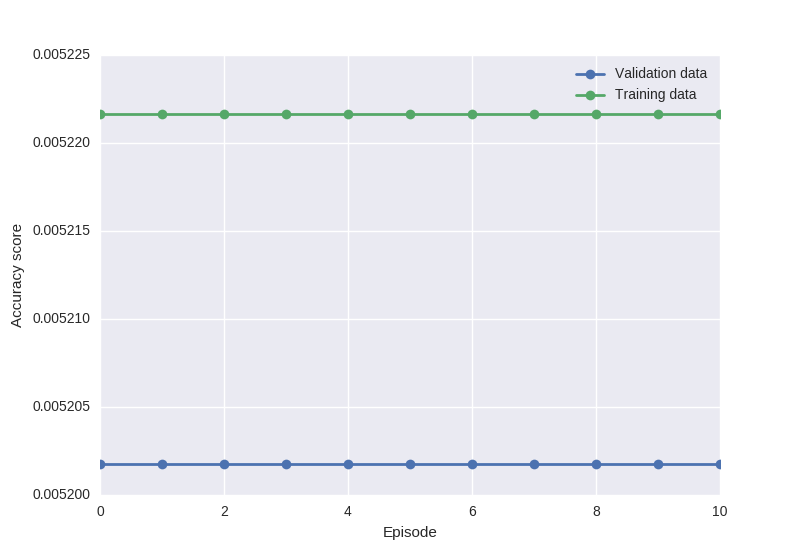 0.005225
0.005220
0.005215
0.005210
0.005205
0.005200
Accuracy score
Validation data
Training data
0 2 4 6 8 10
Episode